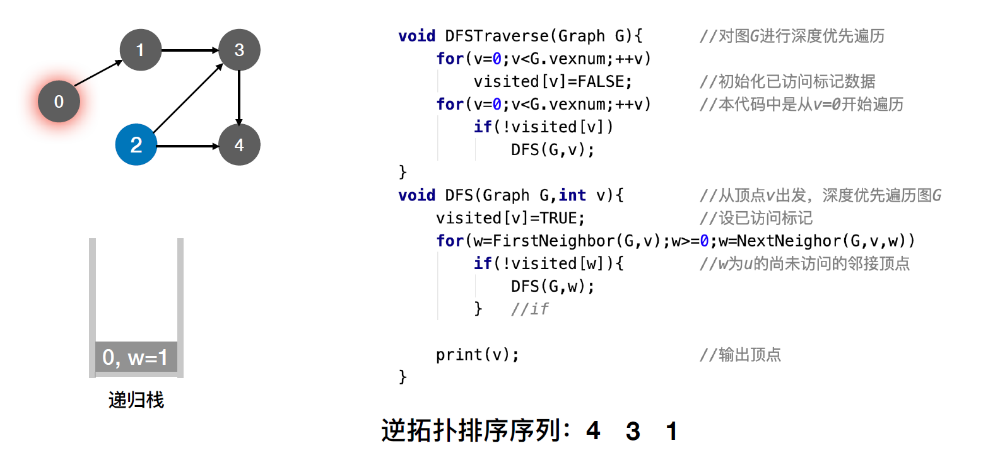 1
3
0
2
4
void DFSTraverse(Graph G){ //对图G进行深度优先遍历
for(v=0;v<G.vexnum;++v)
visited[v]=FALSE; //初始化已访问标记数据
for(v=0;v<G.vexnum;++v) //本代码中是从v=0开始遍历
if(!visited[v])
DFS(G,v);
}
void DFS(Graph G,int v){ //从顶点v出发，深度优先遍历图G
visited[v]=TRUE; //设已访问标记
for(w=FirstNeighbor(G,v);w>=0;w=NextNeighor(G,v,w))
if(!visited[w]){ //w为u的尚未访问的邻接顶点
DFS(G,w);
} //if
print(v); //输出顶点
}
0, w=1
递归栈
逆拓扑排序序列：4 3 1